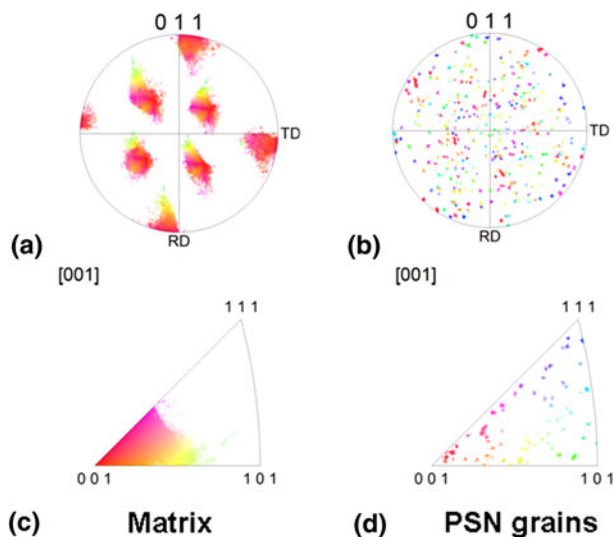 0 1 1
TD
RD
(a)
0 1 1
TD
RD
(b)
[001]
1 1 1
0 0 1
1 0 1
(c) Matrix
[001]
1 1 1
0 0 1
1 0 1
(d) PSN grains